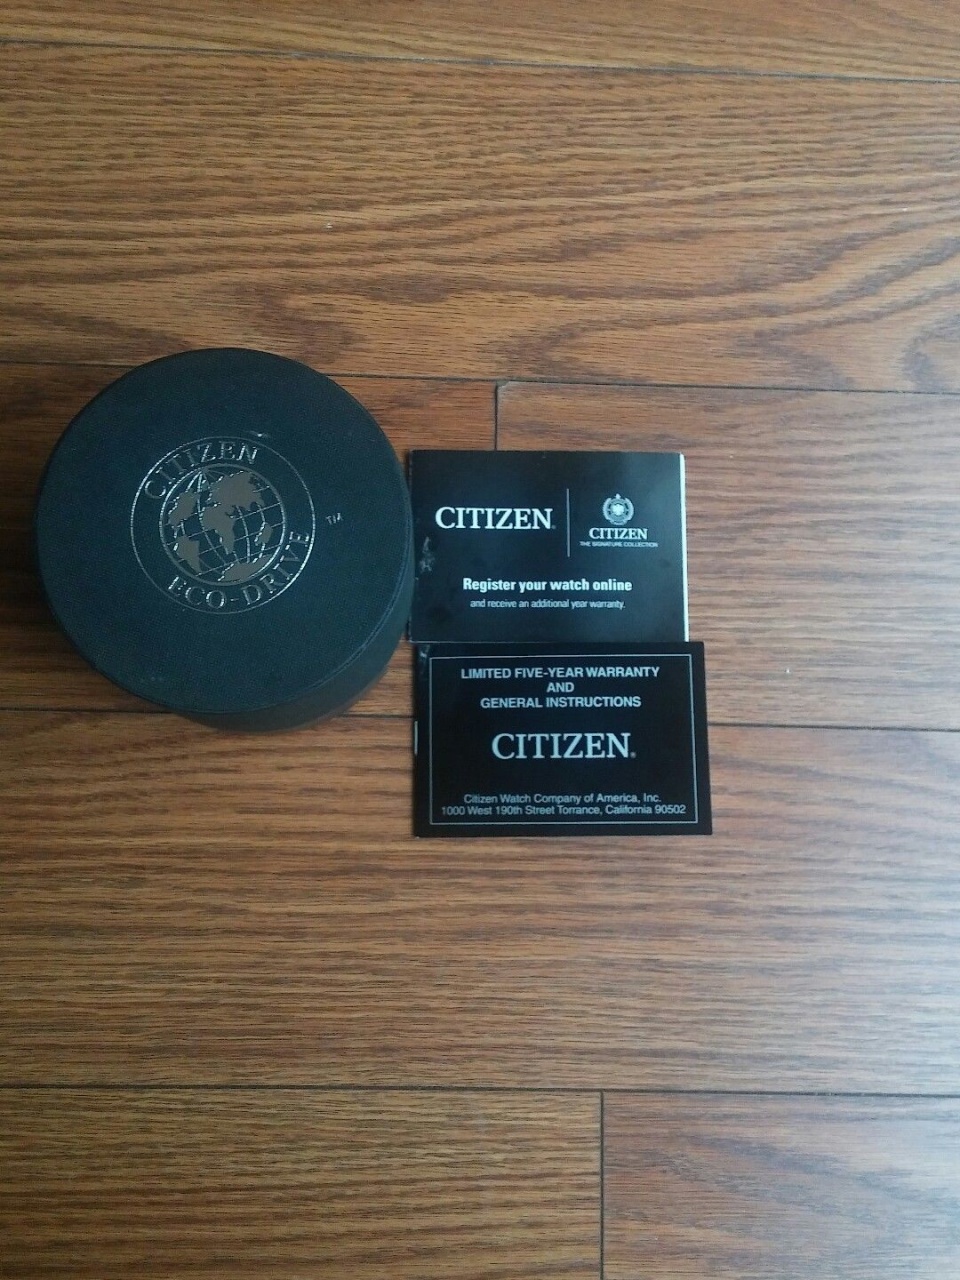 CITIZEN
ECO-DRIVE
TM
CITIZEN
CITIZEN
THE SIGNATURE COLLECTION
Register your watch online
and receive an additional year warranty.
LIMITED FIVE-YEAR WARRANTY
AND
GENERAL INSTRUCTIONS
CITIZEN®
Citizen Watch Company of America, Inc.
1000 West 190th Street Torrance, California 90502